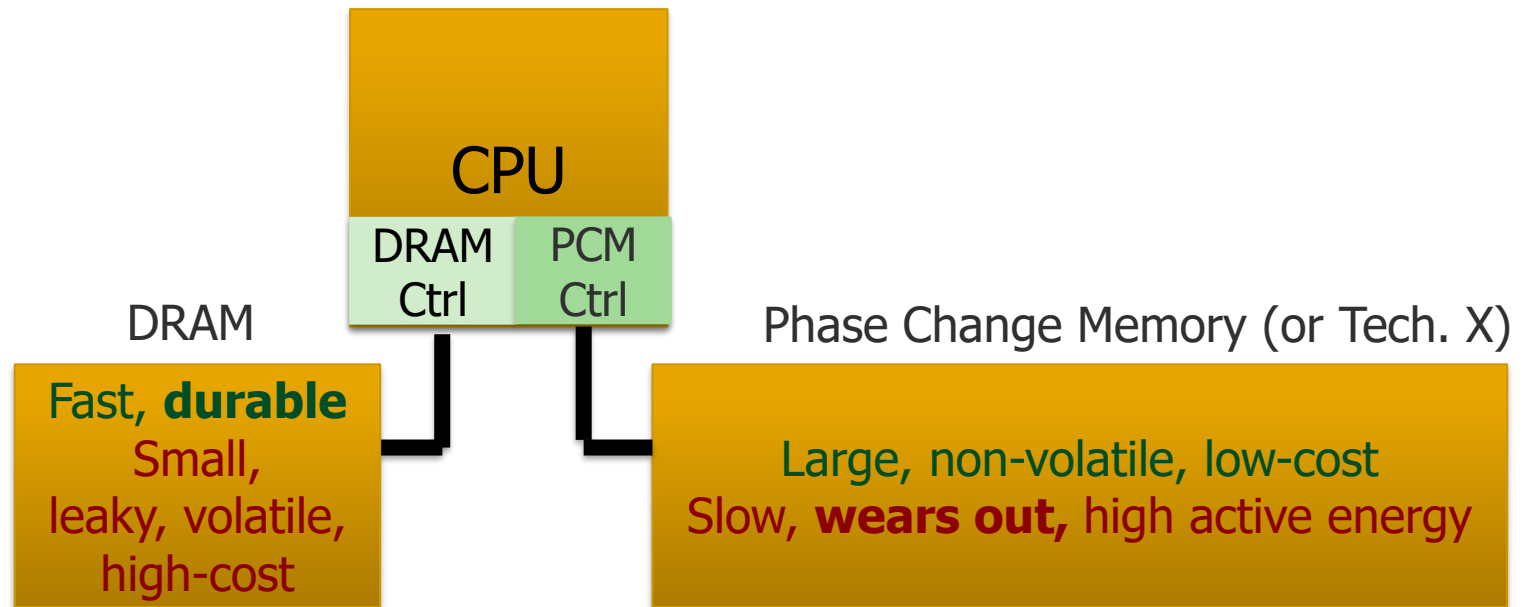 CPU
DRAM
Ctrl
PCM
Ctrl
DRAM
Fast, durable
Small,
leaky, volatile,
high-cost
Phase Change Memory (or Tech. X)
Large, non-volatile, low-cost
Slow, wears out, high active energy